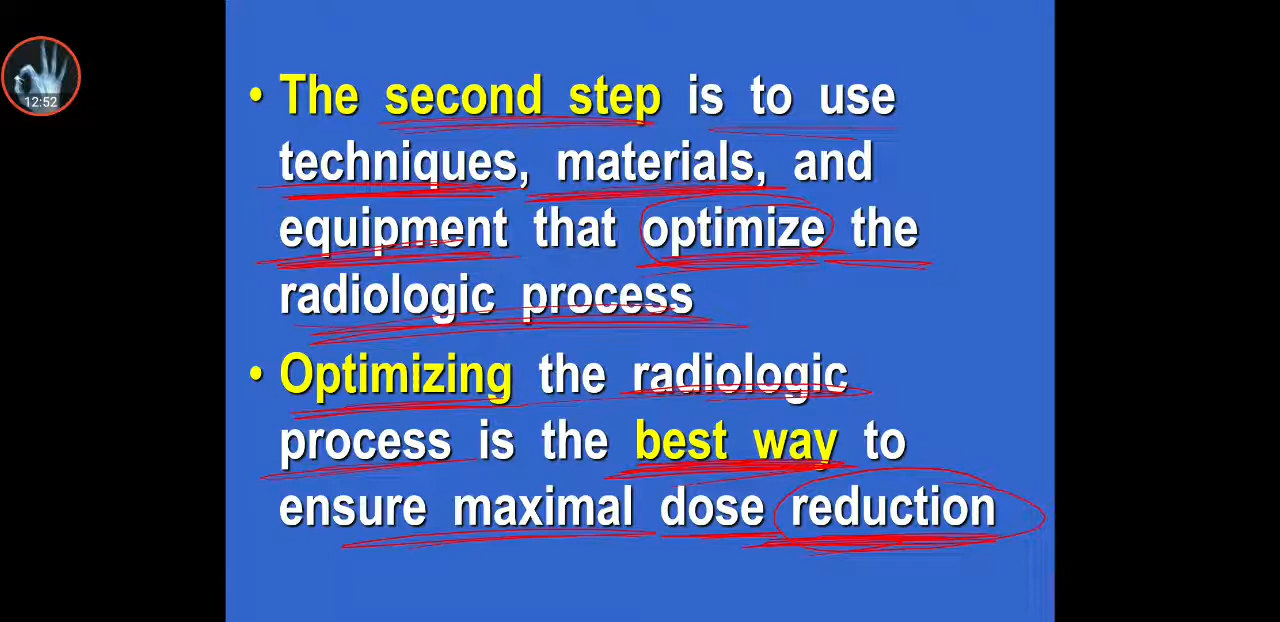 12:52
• The second step is to use
techniques, materials, and
equipment that optimize the
radiologic process
• Optimizing the radiologic
process is the best way to
ensure maximal dose reduction